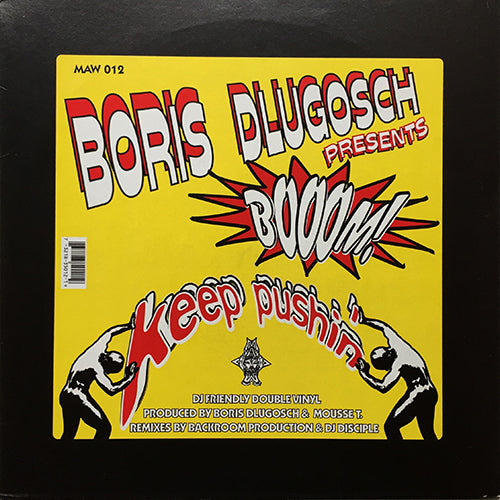 MAW 012
BORIS DLUGOSCH
PRESENTS
BOOOM!
keep pushin'
DJ FRIENDLY DOUBLE VINYL
PRODUCED BY BORIS DLUGOSCH & MOUSSE T.
REMIXES BY BACKROOM PRODUCTION & DJ DISCIPLE